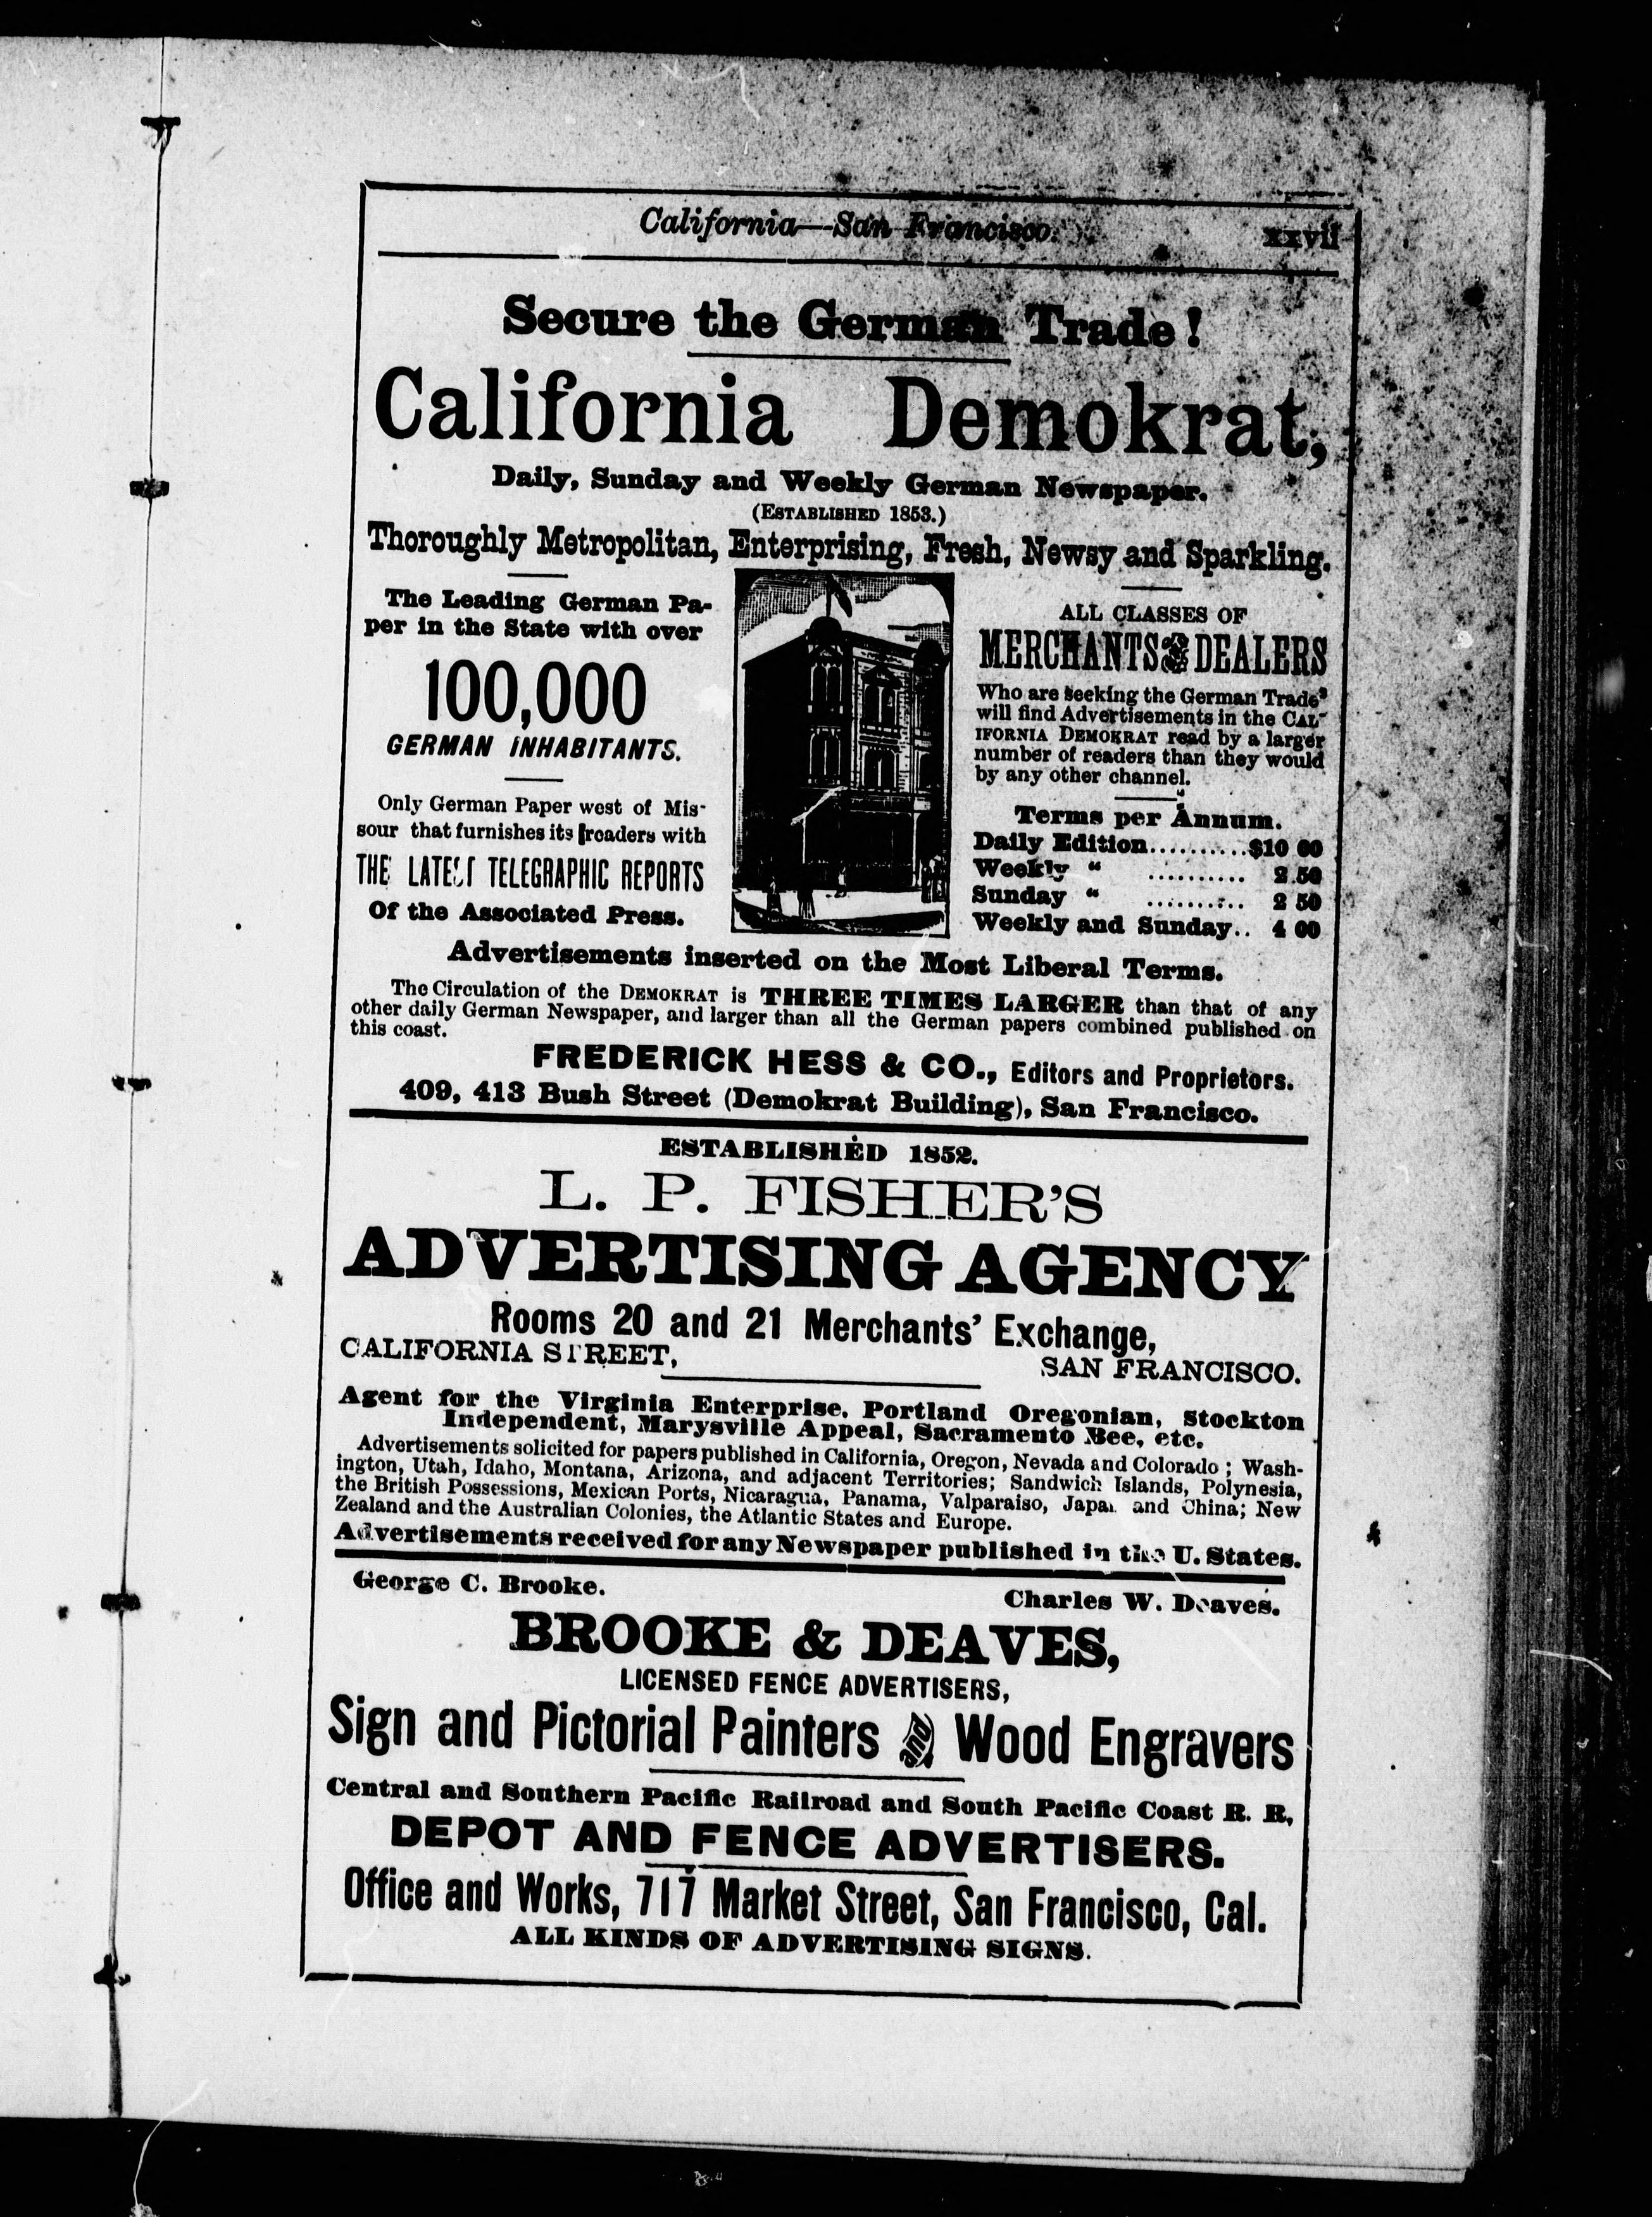 California—San Francisco.
xxvii
Secure the German Trade!
California Demokrat,
Daily, Sunday and Weekly German Newspaper.
(ESTABLISHED 1853.)
Thoroughly Metropolitan, Enterprising, Fresh, Newsy and Sparkling.
The Leading German Pa-
per in the State with over
100,000
GERMAN INHABITANTS.
Only German Paper west of Mis-
sour that furnishes its readers with
THE LATEST TELEGRAPHIC REPORTS
Of the Associated Press.
ALL CLASSES OF
MERCHANTS & DEALERS
Who are seeking the German Trade
will find Advertisements in the CAL-
IFORNIA DEMOKRAT read by a larger
number of readers than they would
by any other channel.
Terms per Annum.
Daily Edition..........$10 00
Weekly " .......... 2 50
Sunday " .......... 2 50
Weekly and Sunday.. 4 00
Advertisements inserted on the Most Liberal Terms.
The Circulation of the DEMOKRAT is THREE TIMES LARGER than that of any
other daily German Newspaper, and larger than all the German papers combined published on
this coast.
FREDERICK HESS & CO., Editors and Proprietors.
409, 413 Bush Street (Demokrat Building), San Francisco.
ESTABLISHED 1852.
L. P. FISHER'S
ADVERTISING AGENCY
Rooms 20 and 21 Merchants' Exchange,
CALIFORNIA STREET, SAN FRANCISCO.
Agent for the Virginia Enterprise, Portland Oregonian, Stockton
Independent, Marysville Appeal, Sacramento Bee, etc.
Advertisements solicited for papers published in California, Oregon, Nevada and Colorado; Wash-
ington, Utah, Idaho, Montana, Arizona, and adjacent Territories; Sandwich Islands, Polynesia,
the British Possessions, Mexican Ports, Nicaragua, Panama, Valparaiso, Japan and China; New
Zealand and the Australian Colonies, the Atlantic States and Europe.
Advertisements received for any Newspaper published in the U. States.
George C. Brooke. Charles W. Deaves.
BROOKE & DEAVES,
LICENSED FENCE ADVERTISERS,
Sign and Pictorial Painters and Wood Engravers
Central and Southern Pacific Railroad and South Pacific Coast R. R,
DEPOT AND FENCE ADVERTISERS.
Office and Works, 717 Market Street, San Francisco, Cal.
ALL KINDS OF ADVERTISING SIGNS.